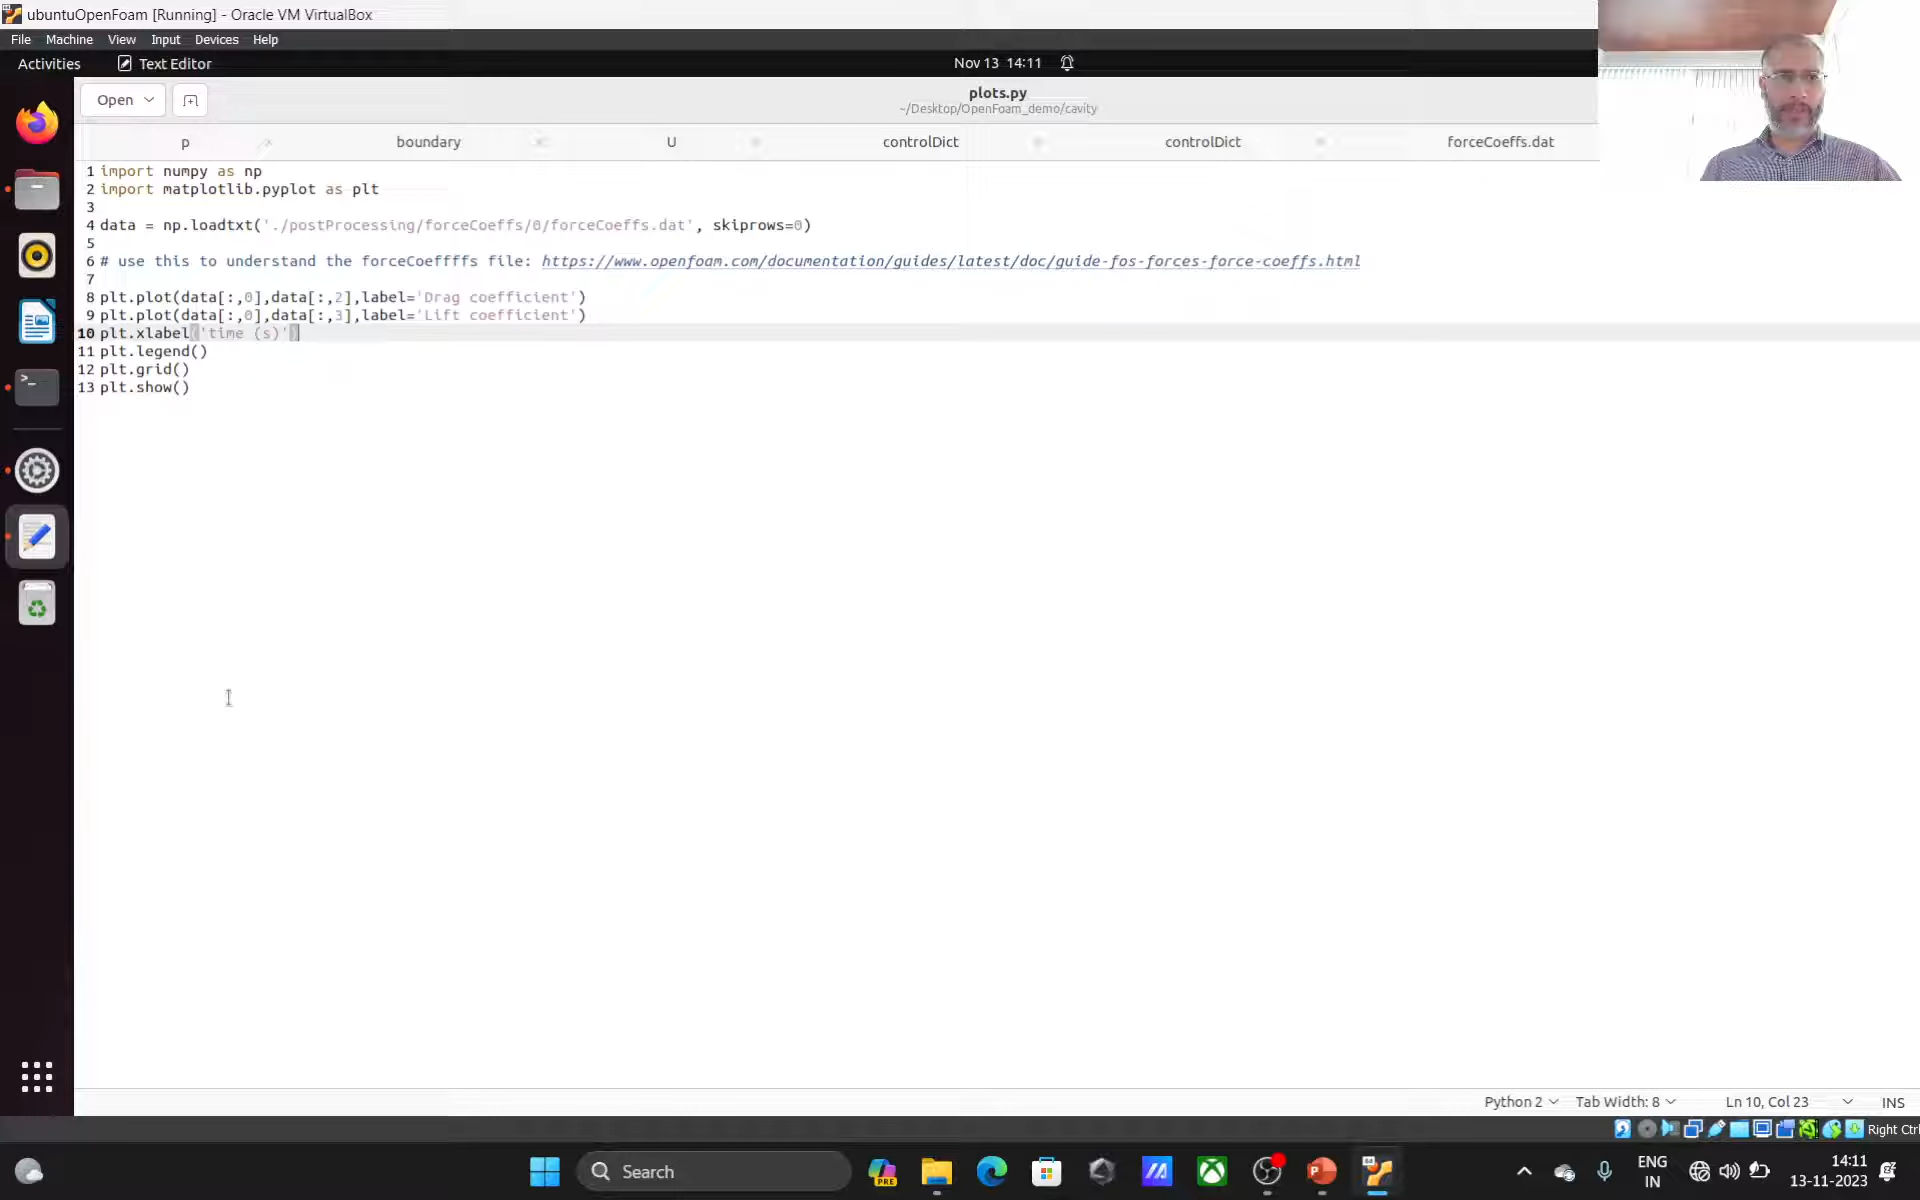 ubuntuOpenFoam [Running] - Oracle VM VirtualBox
File Machine View Input Devices Help
Activities Text Editor Nov 13 14:11
Open plots.py
~/Desktop/OpenFoam_demo/cavity
p boundary U controlDict controlDict forceCoeffs.dat
1 import numpy as np
2 import matplotlib.pyplot as plt
3
4 data = np.loadtxt('./postProcessing/forceCoeffs/0/forceCoeffs.dat', skiprows=0)
5
6 # use this to understand the forceCoeffffs file: https://www.openfoam.com/documentation/guides/latest/doc/guide-fos-forces-force-coeffs.html
7
8 plt.plot(data[:,0],data[:,2],label='Drag coefficient')
9 plt.plot(data[:,0],data[:,3],label='Lift coefficient')
10 plt.xlabel('time (s)')
11 plt.legend()
12 plt.grid()
13 plt.show()
Python 2 Tab Width: 8 Ln 10, Col 23 INS
Right Ctrl
Search PRE ENG 14:11
IN 13-11-2023